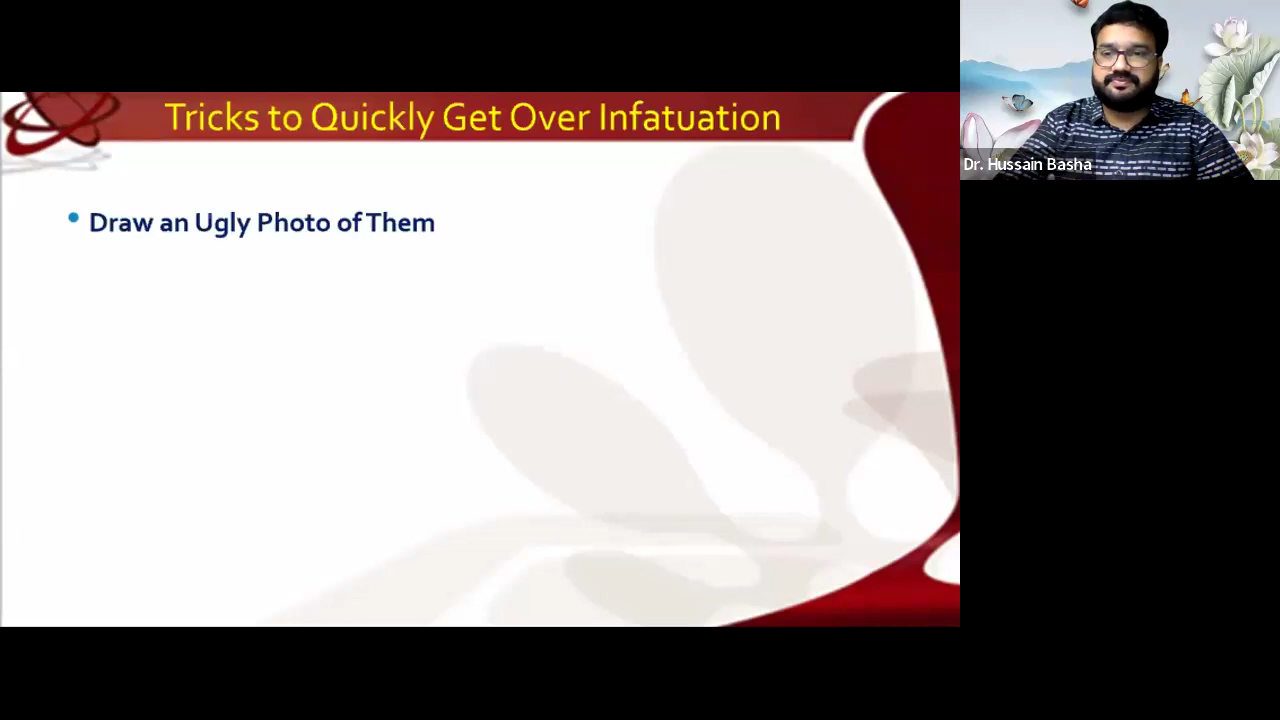 Tricks to Quickly Get Over Infatuation
Dr. Hussain Basha
• Draw an Ugly Photo of Them